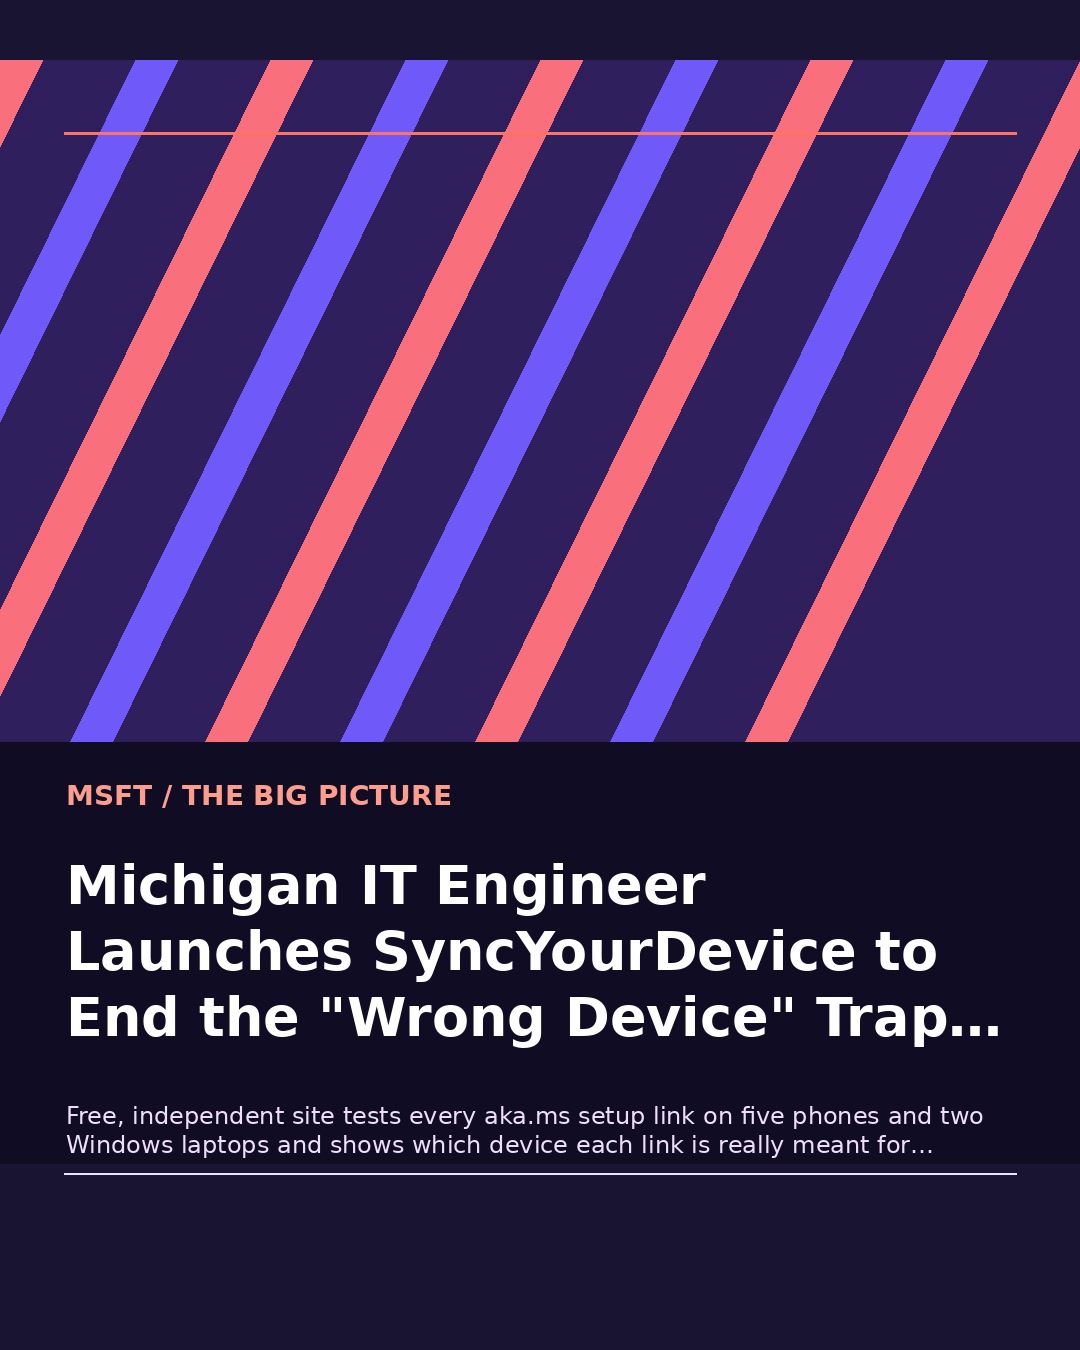 MSFT / THE BIG PICTURE
Michigan IT Engineer
Launches SyncYourDevice to
End the "Wrong Device" Trap...
Free, independent site tests every aka.ms setup link on five phones and two
Windows laptops and shows which device each link is really meant for...